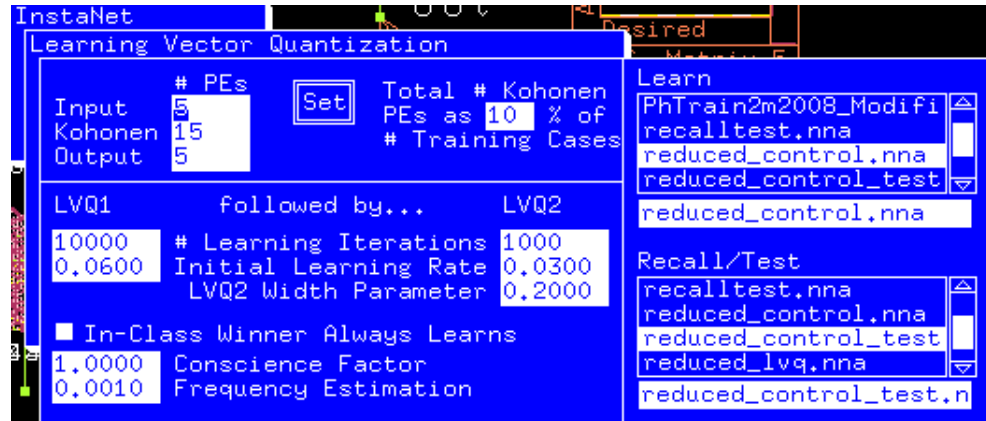 InstaNet
Out
Desired
Learning Vector Quantization
# PEs
Input 5
Kohonen 15
Output 5
Set
Total # Kohonen
PEs as 10 % of
# Training Cases
LVQ1 followed by... LVQ2
10000 # Learning Iterations 1000
0.0600 Initial Learning Rate 0.0300
LVQ2 Width Parameter 0.2000
In-Class Winner Always Learns
1.0000 Conscience Factor
0.0010 Frequency Estimation
Learn
PhTrain2m2008_Modifi
recalltest.nna
reduced_control.nna
reduced_control_test
reduced_control.nna
Recall/Test
recalltest.nna
reduced_control.nna
reduced_control_test
reduced_lvq.nna
reduced_control_test.n